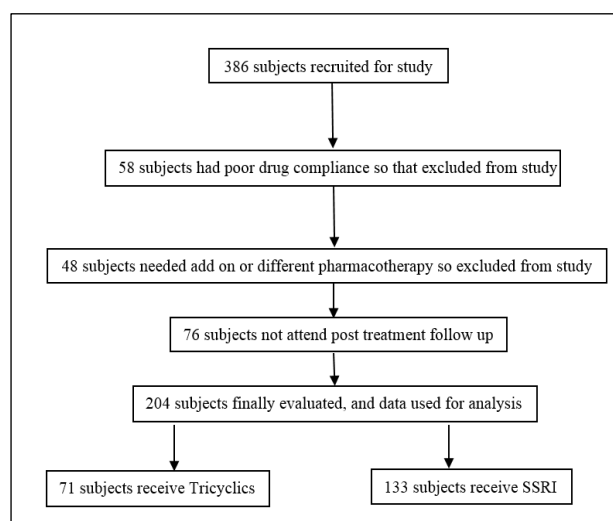 386 subjects recruited for study
58 subjects had poor drug compliance so that excluded from study
48 subjects needed add on or different pharmacotherapy so excluded from study
76 subjects not attend post treatment follow up
204 subjects finally evaluated, and data used for analysis
71 subjects receive Tricyclics
133 subjects receive SSRI